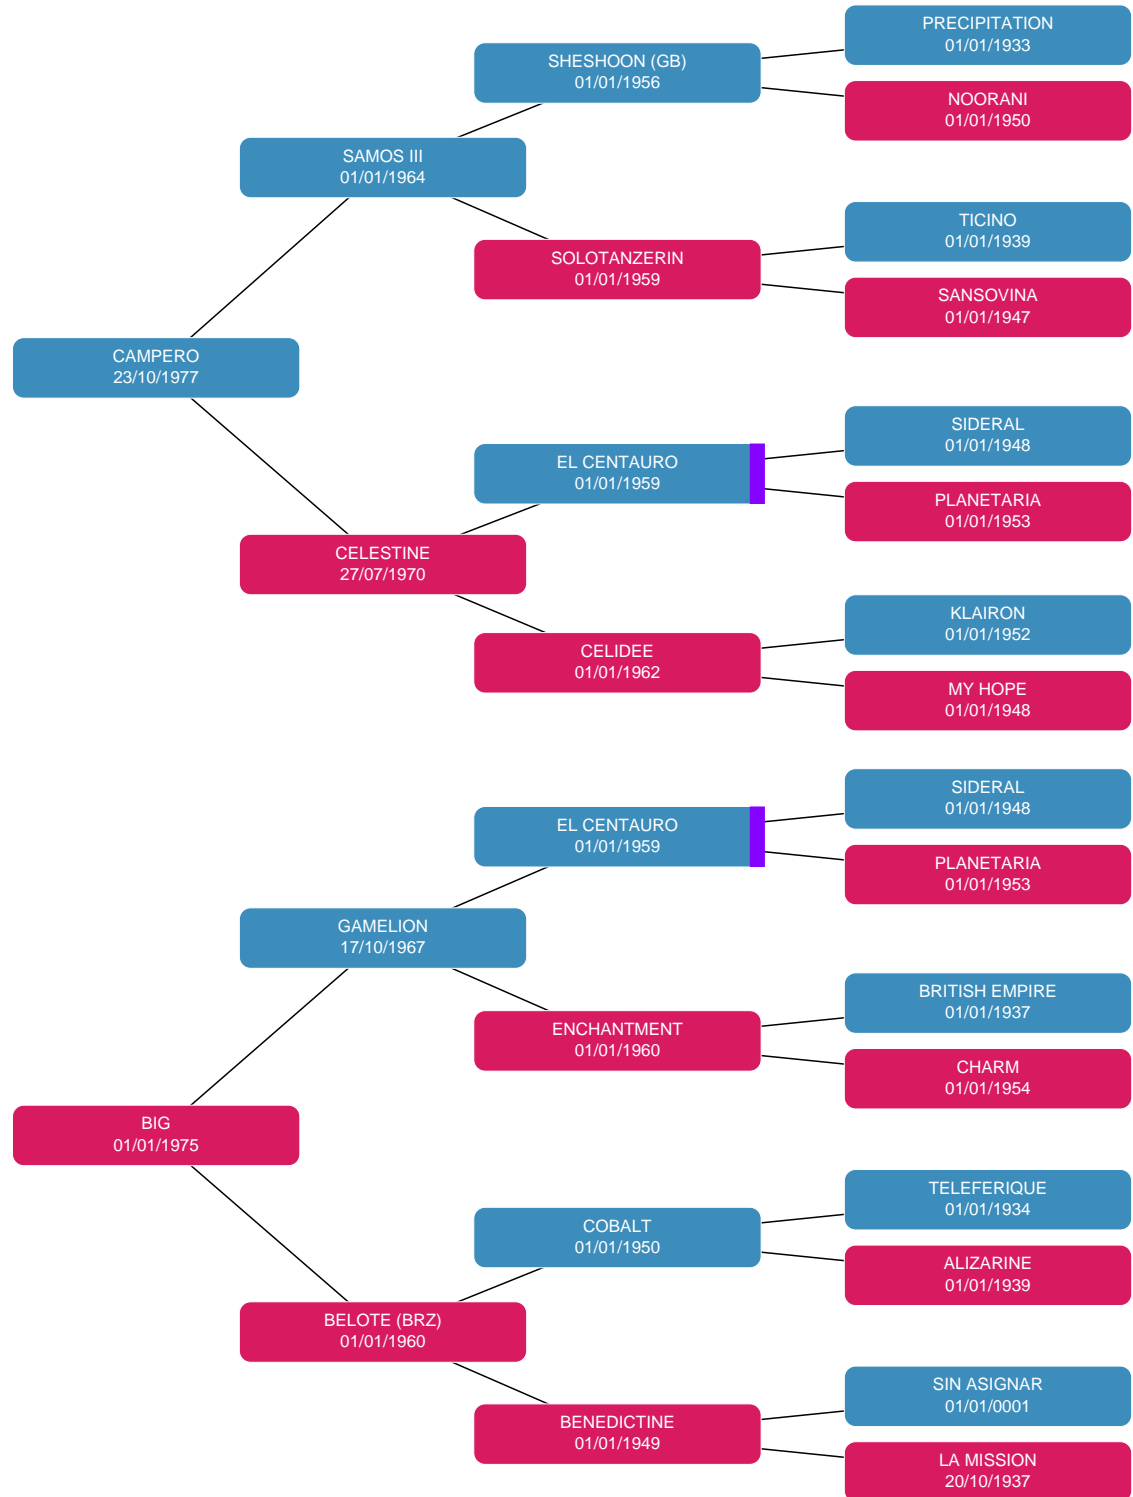 PRECIPITATION
01/01/1933
SHESHOON (GB)
01/01/1956
NOORANI
01/01/1950
SAMOS III
01/01/1964
TICINO
01/01/1939
SOLOTANZERIN
01/01/1959
SANSOVINA
01/01/1947
CAMPERO
23/10/1977
SIDERAL
01/01/1948
EL CENTAURO
01/01/1959
PLANETARIA
01/01/1953
CELESTINE
27/07/1970
KLAIRON
01/01/1952
CELIDEE
01/01/1962
MY HOPE
01/01/1948
SIDERAL
01/01/1948
EL CENTAURO
01/01/1959
PLANETARIA
01/01/1953
GAMELION
17/10/1967
BRITISH EMPIRE
01/01/1937
ENCHANTMENT
01/01/1960
CHARM
01/01/1954
BIG
01/01/1975
TELEFERIQUE
01/01/1934
COBALT
01/01/1950
ALIZARINE
01/01/1939
BELOTE (BRZ)
01/01/1960
SIN ASIGNAR
01/01/0001
BENEDICTINE
01/01/1949
LA MISSION
20/10/1937